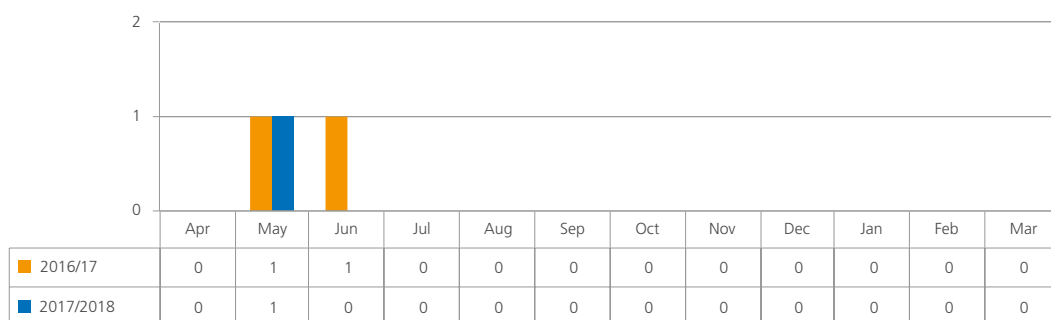 2
1
0
Apr May Jun Jul Aug Sep Oct Nov Dec Jan Feb Mar
2016/17 0 1 1 0 0 0 0 0 0 0 0 0
2017/2018 0 1 0 0 0 0 0 0 0 0 0 0